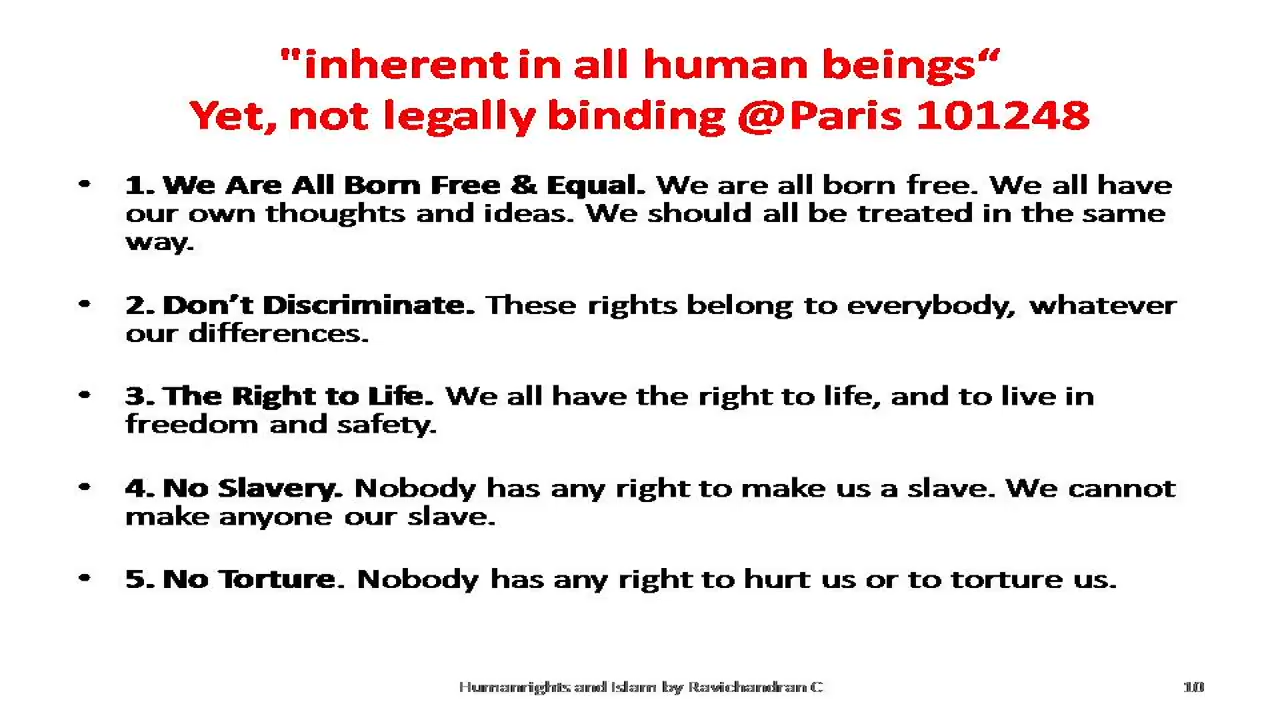 "inherent in all human beings“
Yet, not legally binding @Paris 101248
• 1. We Are All Born Free & Equal. We are all born free. We all have
our own thoughts and ideas. We should all be treated in the same
way.
• 2. Don’t Discriminate. These rights belong to everybody, whatever
our differences.
• 3. The Right to Life. We all have the right to life, and to live in
freedom and safety.
• 4. No Slavery. Nobody has any right to make us a slave. We cannot
make anyone our slave.
• 5. No Torture. Nobody has any right to hurt us or to torture us.
Humanrights and Islam by Ravichandran C
10